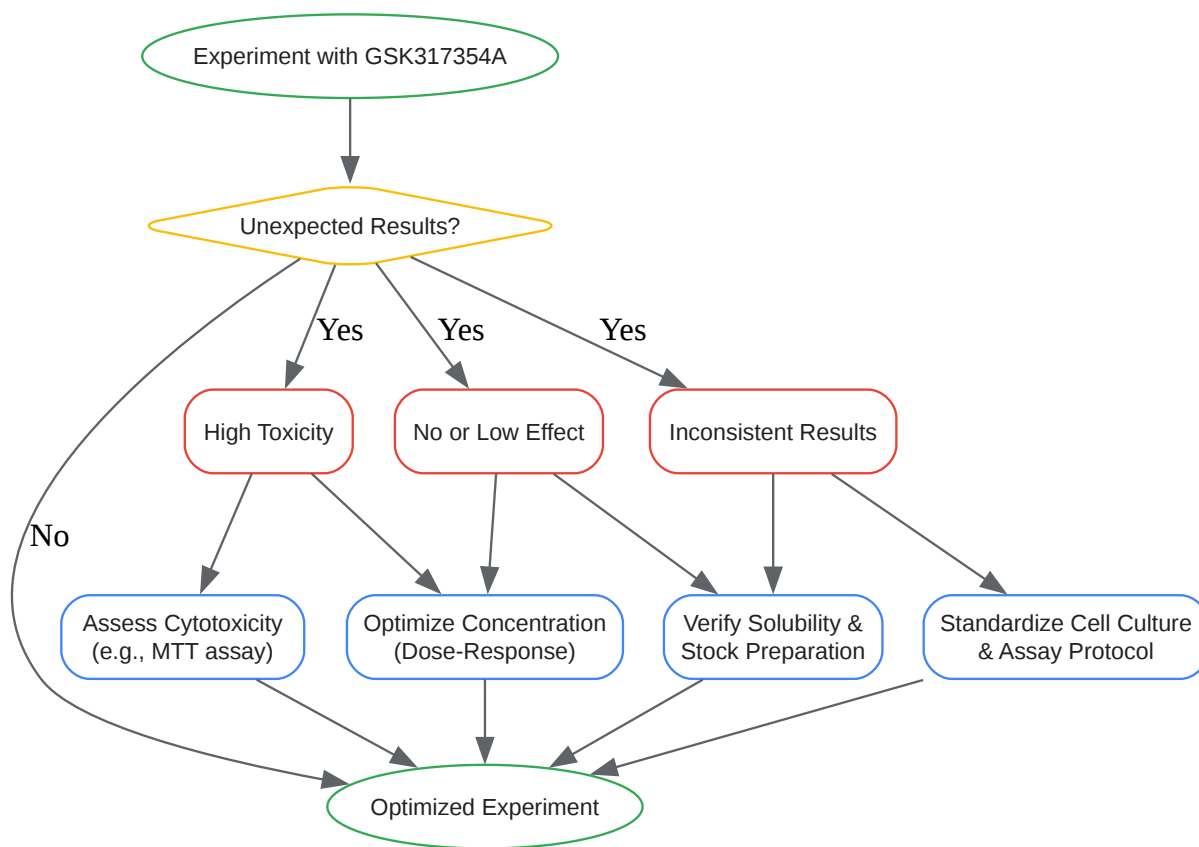 Experiment with GSK317354A
Unexpected Results?
Yes
Yes
Yes
High Toxicity
No or Low Effect
Inconsistent Results
No
Assess Cytotoxicity
(e.g., MTT assay)
Optimize Concentration
(Dose-Response)
Verify Solubility &
Stock Preparation
Standardize Cell Culture
& Assay Protocol
Optimized Experiment